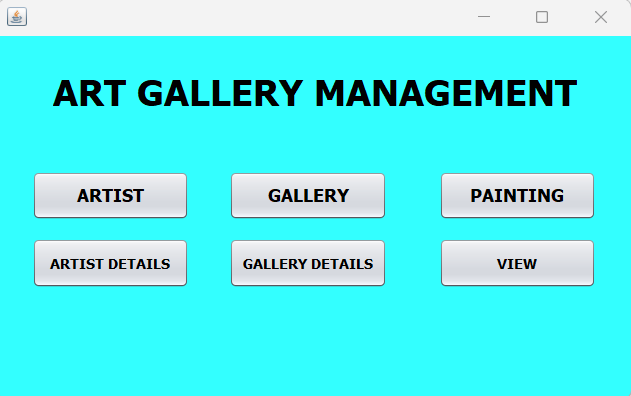 ART GALLERY MANAGEMENT
ARTIST GALLERY PAINTING
ARTIST DETAILS GALLERY DETAILS VIEW